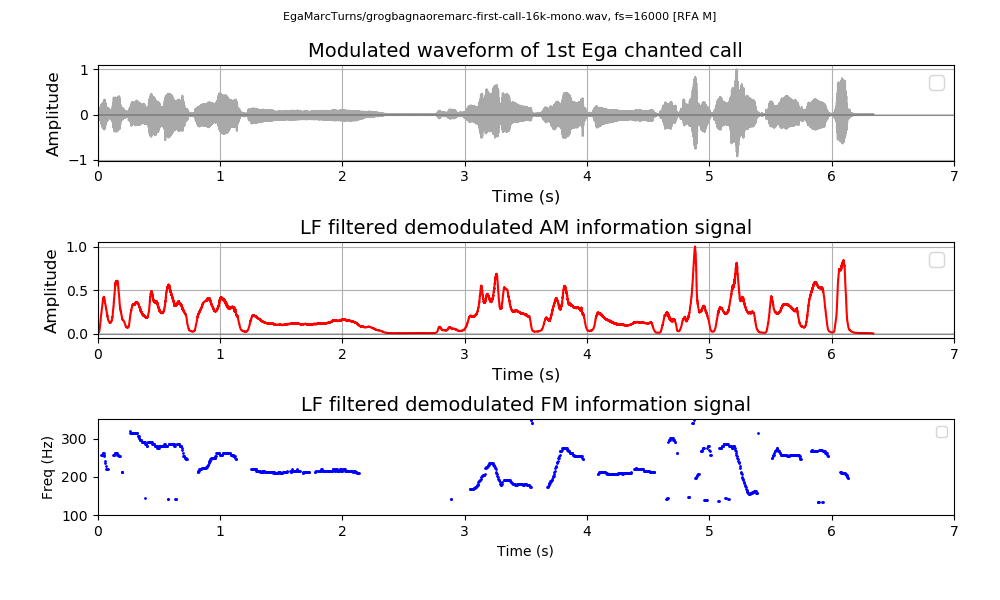 EgaMarcTurns/grogbagnaoremarc-first-call-16k-mono.wav, fs=16000 [RFA M]
Modulated waveform of 1st Ega chanted call
Amplitude
1
0
−1
0 1 2 3 4 5 6 7
Time (s)
LF filtered demodulated AM information signal
Amplitude
1.0
0.5
0.0
0 1 2 3 4 5 6 7
Time (s)
LF filtered demodulated FM information signal
Freq (Hz)
300
200
100
0 1 2 3 4 5 6 7
Time (s)